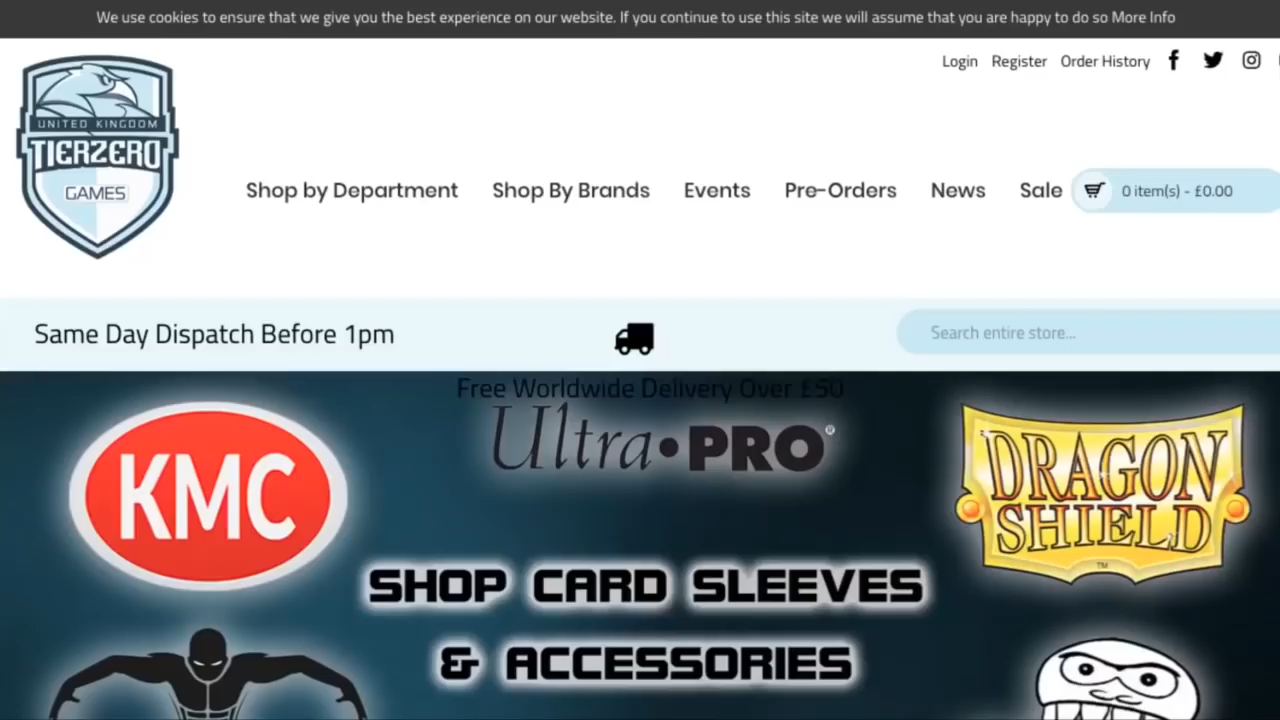 We use cookies to ensure that we give you the best experience on our website. If you continue to use this site we will assume that you are happy to do so More Info
Login Register Order History
UNITED KINGDOM
TIERZERO
GAMES
Shop by Department Shop By Brands Events Pre-Orders News Sale 0 item(s) - £0.00
Same Day Dispatch Before 1pm
Search entire store...
Free Worldwide Delivery Over £50
KMC
Ultra•PRO®
DRAGON
SHIELD
™
SHOP CARD SLEEVES
& ACCESSORIES